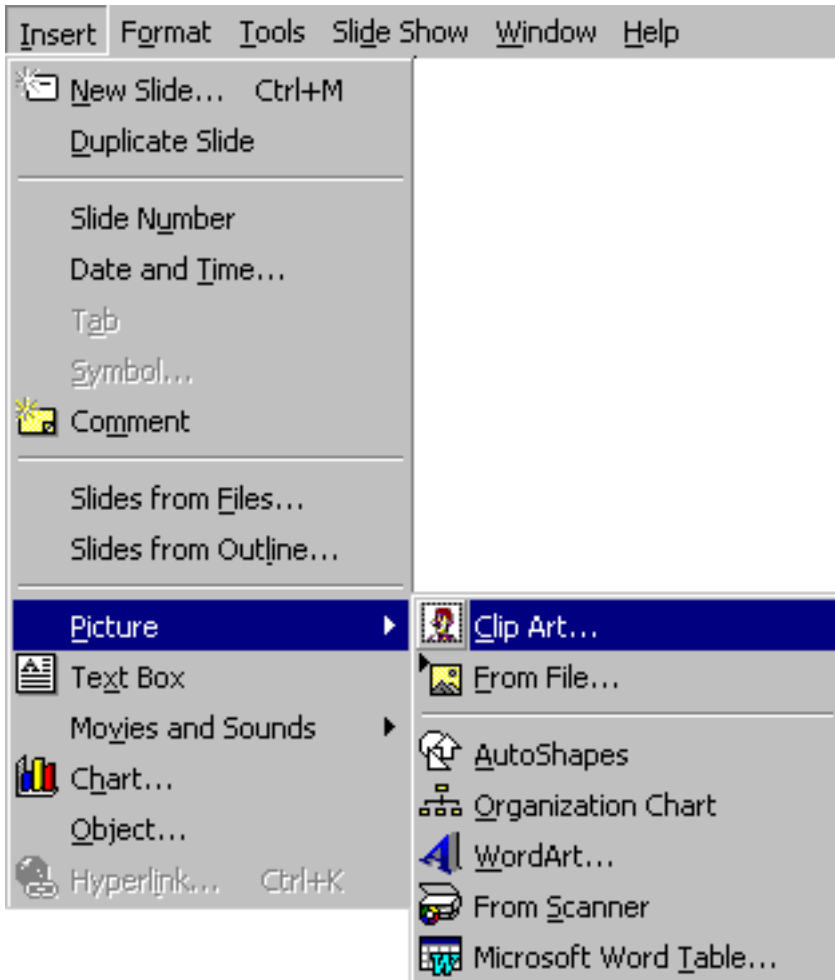 Insert Format Tools Slide Show Window Help
New Slide... Ctrl+M
Duplicate Slide
Slide Number
Date and Time...
Tab
Symbol...
Comment
Slides from Files...
Slides from Outline...
Picture
Text Box
Movies and Sounds
Chart...
Object...
Hyperlink... Ctrl+K
Clip Art...
From File...
AutoShapes
Organization Chart
WordArt...
From Scanner
Microsoft Word Table...